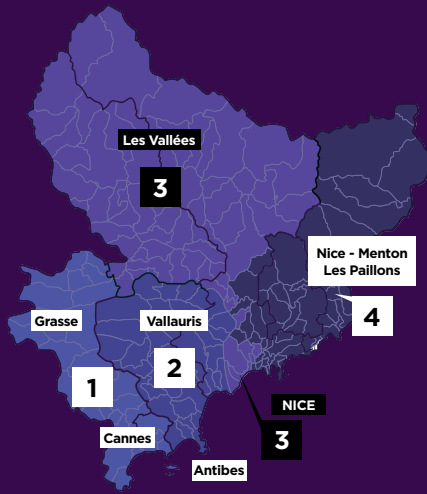 Les Vallées
3
Nice - Menton
Les Paillons
4
Grasse
Vallauris
1
2
NICE
3
Cannes
Antibes